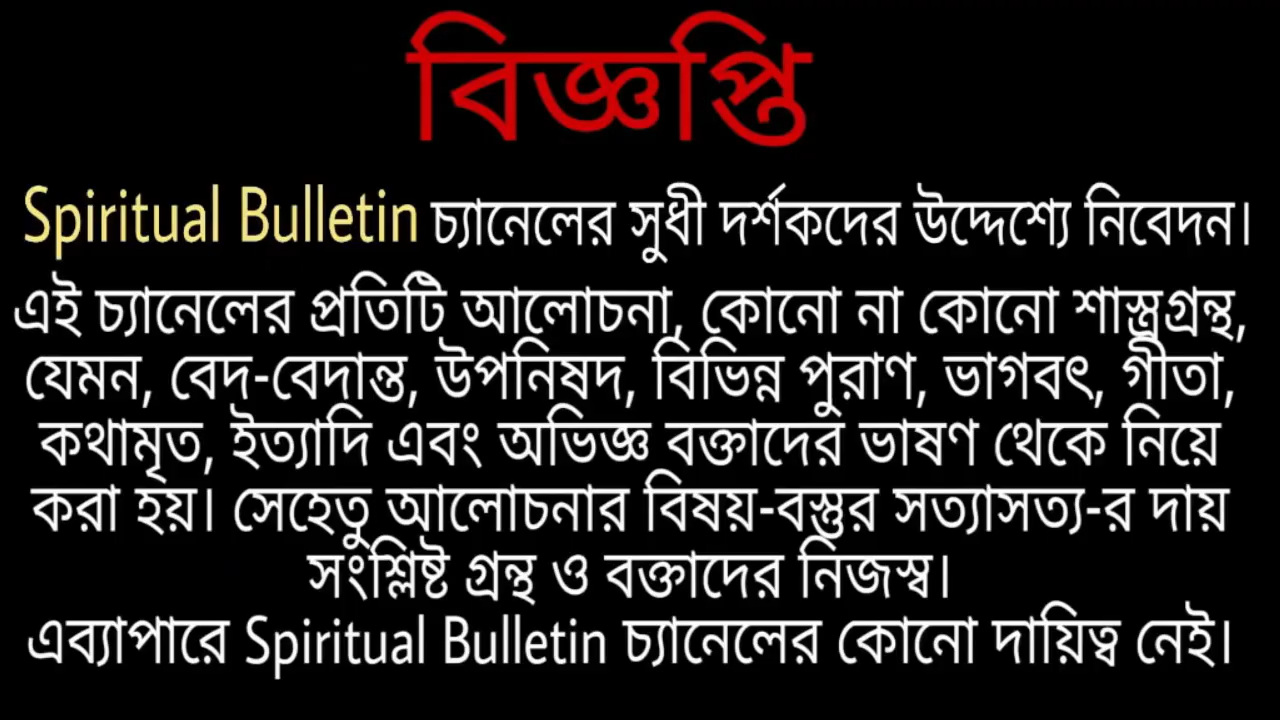 বিজ্ঞপ্তি
Spiritual Bulletin চ্যানেলের সুধী দর্শকদের উদ্দেশ্যে নিবেদন।
এই চ্যানেলের প্রতিটি আলোচনা, কোনো না কোনো শাস্ত্রগ্রন্থ,
যেমন, বেদ-বেদান্ত, উপনিষদ, বিভিন্ন পুরাণ, ভাগবৎ, গীতা,
কথামৃত, ইত্যাদি এবং অভিজ্ঞ বক্তাদের ভাষণ থেকে নিয়ে
করা হয়। সেহেতু আলোচনার বিষয়-বস্তুর সত্যাসত্য-র দায়
সংশ্লিষ্ট গ্রন্থ ও বক্তাদের নিজস্ব।
এব্যাপারে Spiritual Bulletin চ্যানেলের কোনো দায়িত্ব নেই।